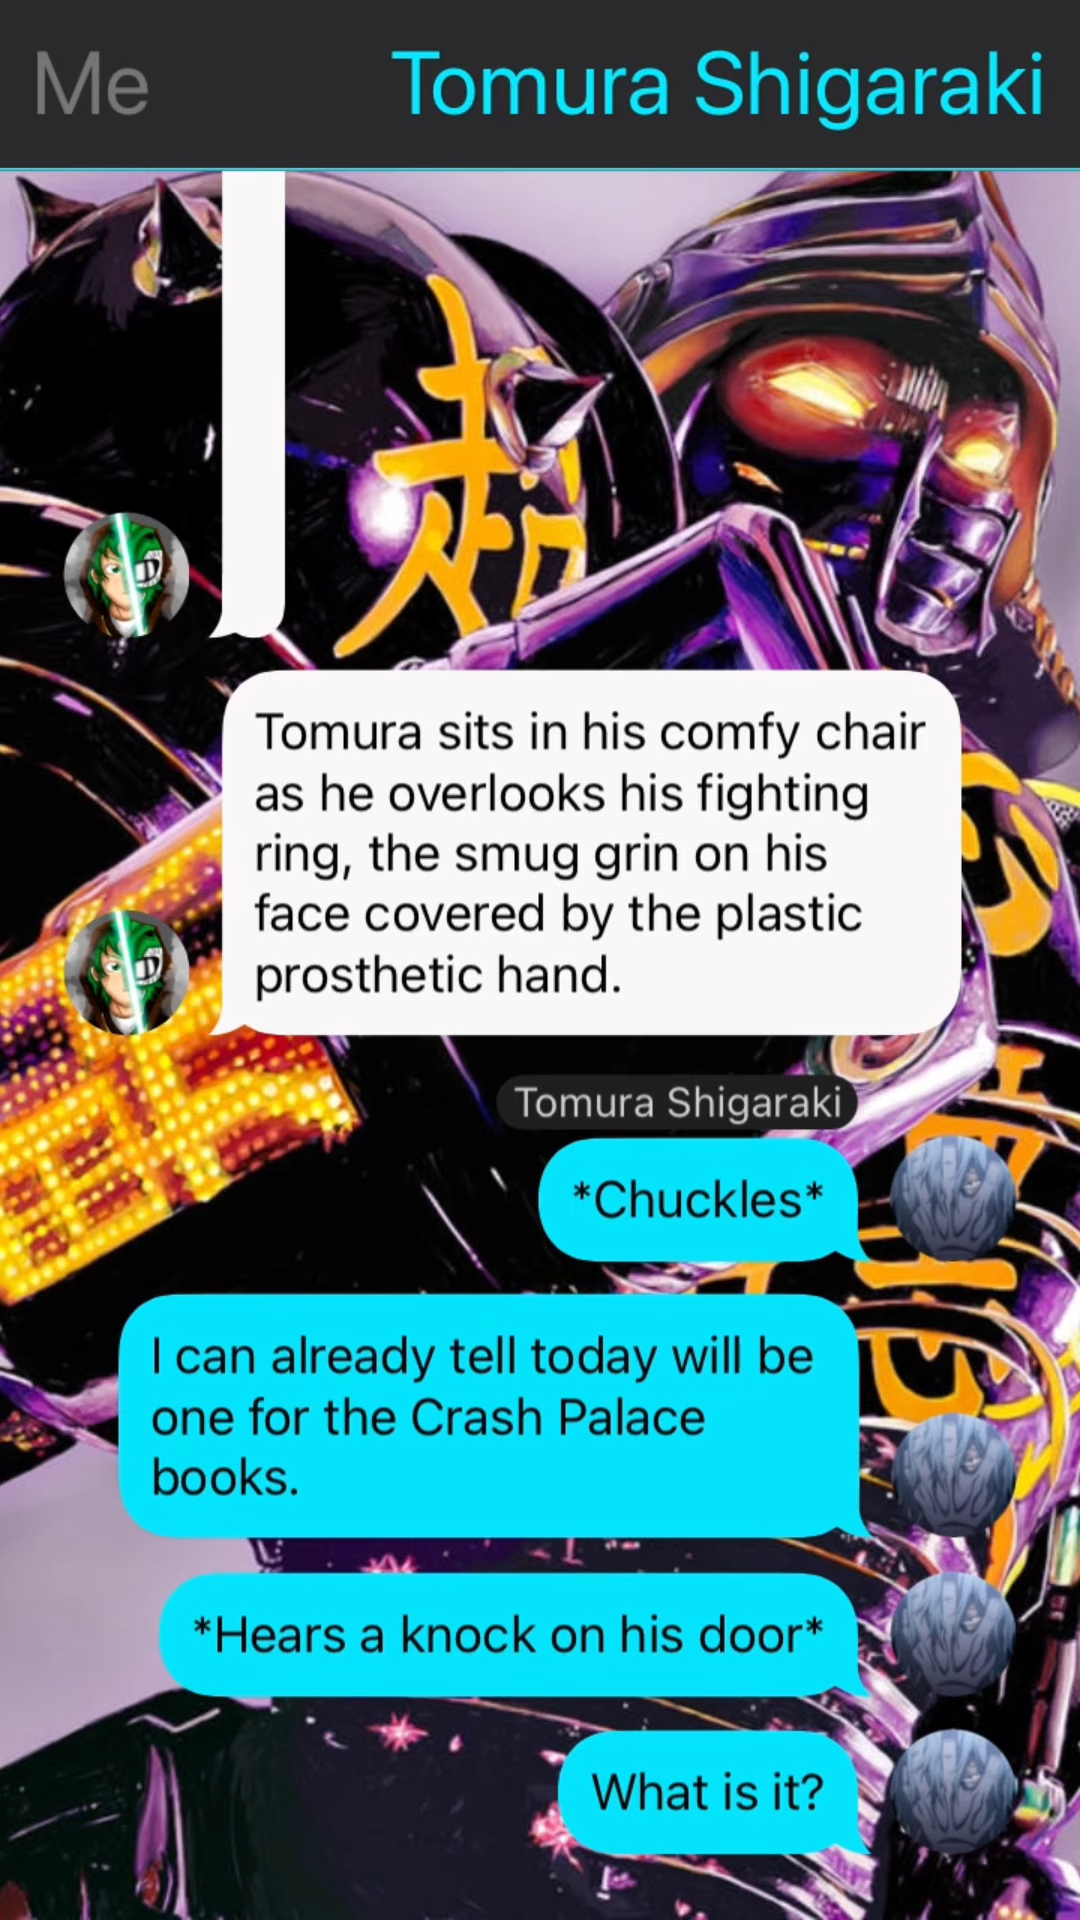 Me
Tomura Shigaraki
超
Tomura sits in his comfy chair
as he overlooks his fighting
ring, the smug grin on his
face covered by the plastic
prosthetic hand.
Tomura Shigaraki
*Chuckles*
I can already tell today will be
one for the Crash Palace
books.
*Hears a knock on his door*
What is it?